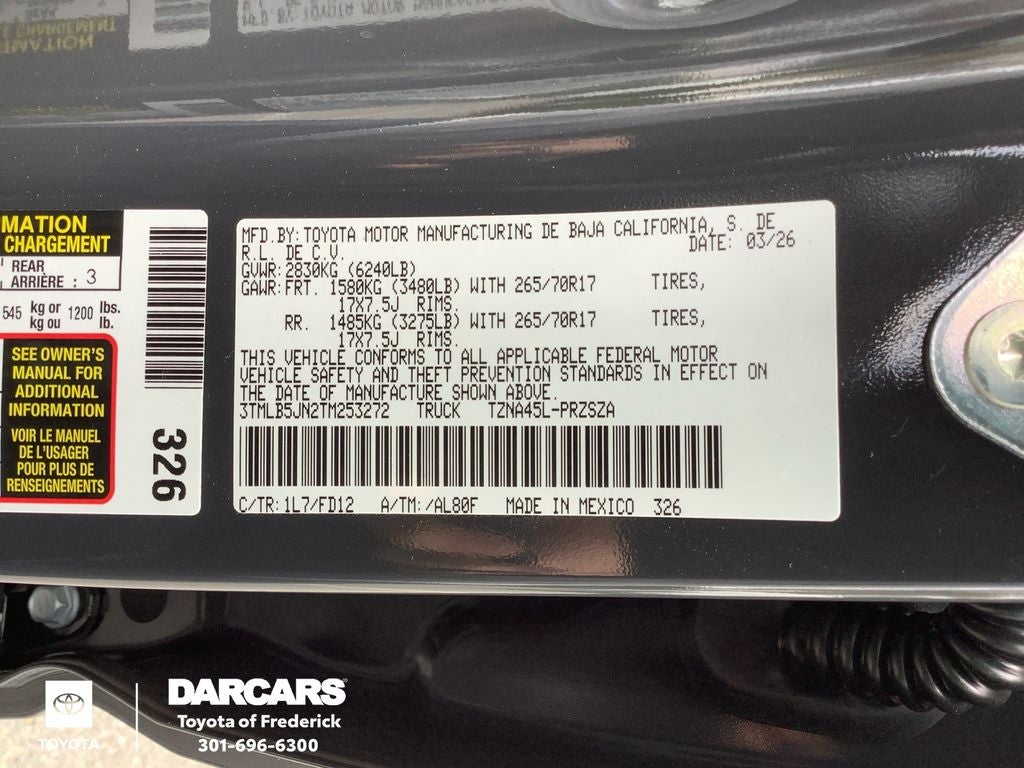 MATION
CHARGEMENT
REAR
ARRIÈRE : 3
545 kg or 1200 lbs.
kg ou lb.
SEE OWNER'S
MANUAL FOR
ADDITIONAL
INFORMATION
VOIR LE MANUEL
DE L'USAGER
POUR PLUS DE
RENSEIGNEMENTS
326
MFD.BY:TOYOTA MOTOR MANUFACTURING DE BAJA CALIFORNIA, S. DE
R.L. DE C.V. DATE: 03/26
GVWR:2830KG (6240LB)
GAWR:FRT. 1580KG (3480LB) WITH 265/70R17 TIRES,
17X7.5J RIMS.
RR. 1485KG (3275LB) WITH 265/70R17 TIRES,
17X7.5J RIMS.
THIS VEHICLE CONFORMS TO ALL APPLICABLE FEDERAL MOTOR
VEHICLE SAFETY AND THEFT PREVENTION STANDARDS IN EFFECT ON
THE DATE OF MANUFACTURE SHOWN ABOVE.
3TMLB5JN2TM253272 TRUCK TZNA45L-PRZSZA
C/TR:1L7/FD12 A/TM:/AL80F MADE IN MEXICO 326
TOYOTA
DARCARS
Toyota of Frederick
301-696-6300